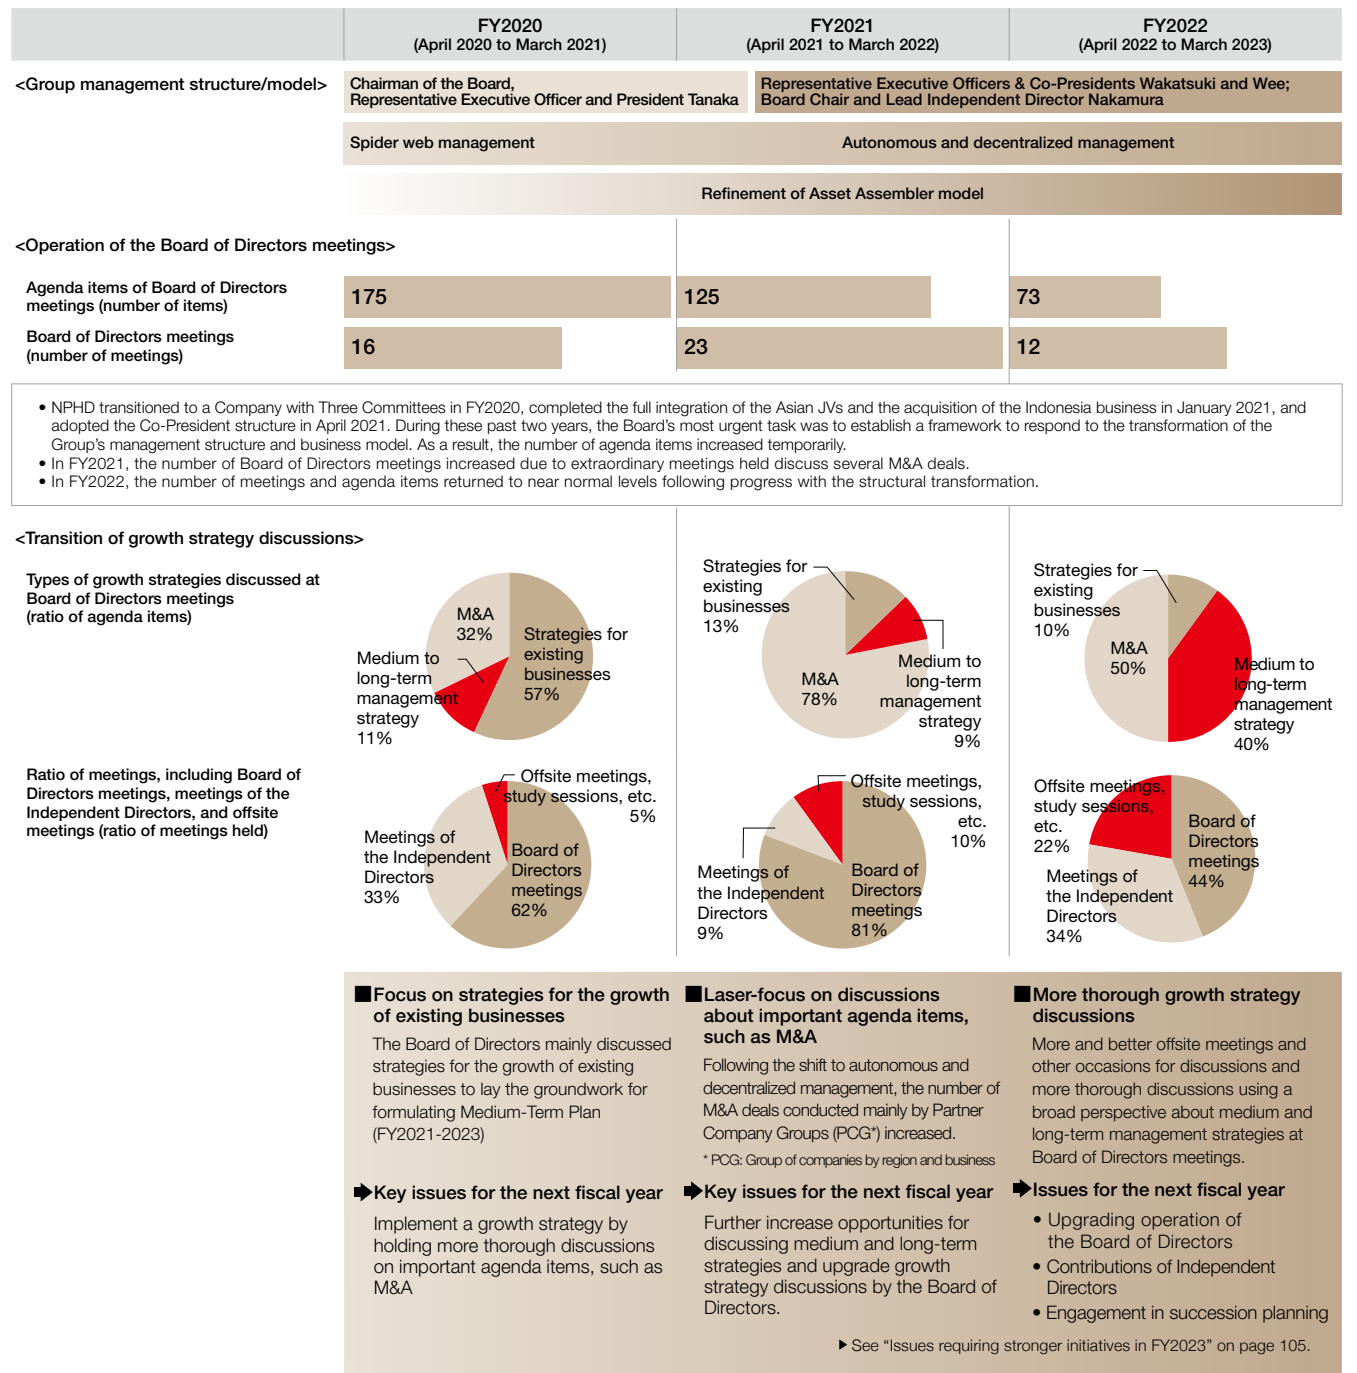 FY2020
(April 2020 to March 2021)
FY2021
(April 2021 to March 2022)
FY2022
(April 2022 to March 2023)
<Group management structure/model>
Chairman of the Board,
Representative Executive Officer and President Tanaka
Representative Executive Officers & Co-Presidents Wakatsuki and Wee;
Board Chair and Lead Independent Director Nakamura
Spider web management
Autonomous and decentralized management
Refinement of Asset Assembler model
<Operation of the Board of Directors meetings>
Agenda items of Board of Directors
meetings (number of items)
175
125
73
Board of Directors meetings
(number of meetings)
16
23
12
• NPHD transitioned to a Company with Three Committees in FY2020, completed the full integration of the Asian JVs and the acquisition of the Indonesia business in January 2021, and
adopted the Co-President structure in April 2021. During these past two years, the Board's most urgent task was to establish a framework to respond to the transformation of the
Group's management structure and business model. As a result, the number of agenda items increased temporarily.
• In FY2021, the number of Board of Directors meetings increased due to extraordinary meetings held discuss several M&A deals.
• In FY2022, the number of meetings and agenda items returned to near normal levels following progress with the structural transformation.
<Transition of growth strategy discussions>
Types of growth strategies discussed at
Board of Directors meetings
(ratio of agenda items)
M&A
32%
Strategies for
existing
businesses
57%
Medium to
long-term
management
strategy
11%
Strategies for
existing
businesses
13%
M&A
78%
Medium to
long-term
management
strategy
9%
Strategies for
existing
businesses
10%
M&A
50%
Medium to
long-term
management
strategy
40%
Ratio of meetings, including Board of
Directors meetings, meetings of the
Independent Directors, and offsite
meetings (ratio of meetings held)
Offsite meetings,
study sessions, etc.
5%
Meetings of
the Independent
Directors
33%
Board of
Directors
meetings
62%
Offsite meetings,
study sessions,
etc.
10%
Meetings of
the Independent
Directors
9%
Board of
Directors
meetings
81%
Offsite meetings,
study sessions,
etc.
22%
Meetings of
the Independent
Directors
34%
Board of
Directors
meetings
44%
■Focus on strategies for the growth
of existing businesses
The Board of Directors mainly discussed
strategies for the growth of existing
businesses to lay the groundwork for
formulating Medium-Term Plan
(FY2021-2023)
Key issues for the next fiscal year
Implement a growth strategy by
holding more thorough discussions
on important agenda items, such as
M&A
■Laser-focus on discussions
about important agenda items,
such as M&A
Following the shift to autonomous and
decentralized management, the number of
M&A deals conducted mainly by Partner
Company Groups (PCG*) increased.
* PCG: Group of companies by region and business
Key issues for the next fiscal year
Further increase opportunities for
discussing medium and long-term
strategies and upgrade growth
strategy discussions by the Board of
Directors.
■More thorough growth strategy
discussions
More and better offsite meetings and
other occasions for discussions and
more thorough discussions using a
broad perspective about medium and
long-term management strategies at
Board of Directors meetings.
Issues for the next fiscal year
• Upgrading operation of
the Board of Directors
• Contributions of Independent
Directors
• Engagement in succession planning
See "Issues requiring stronger initiatives in FY2023" on page 105.